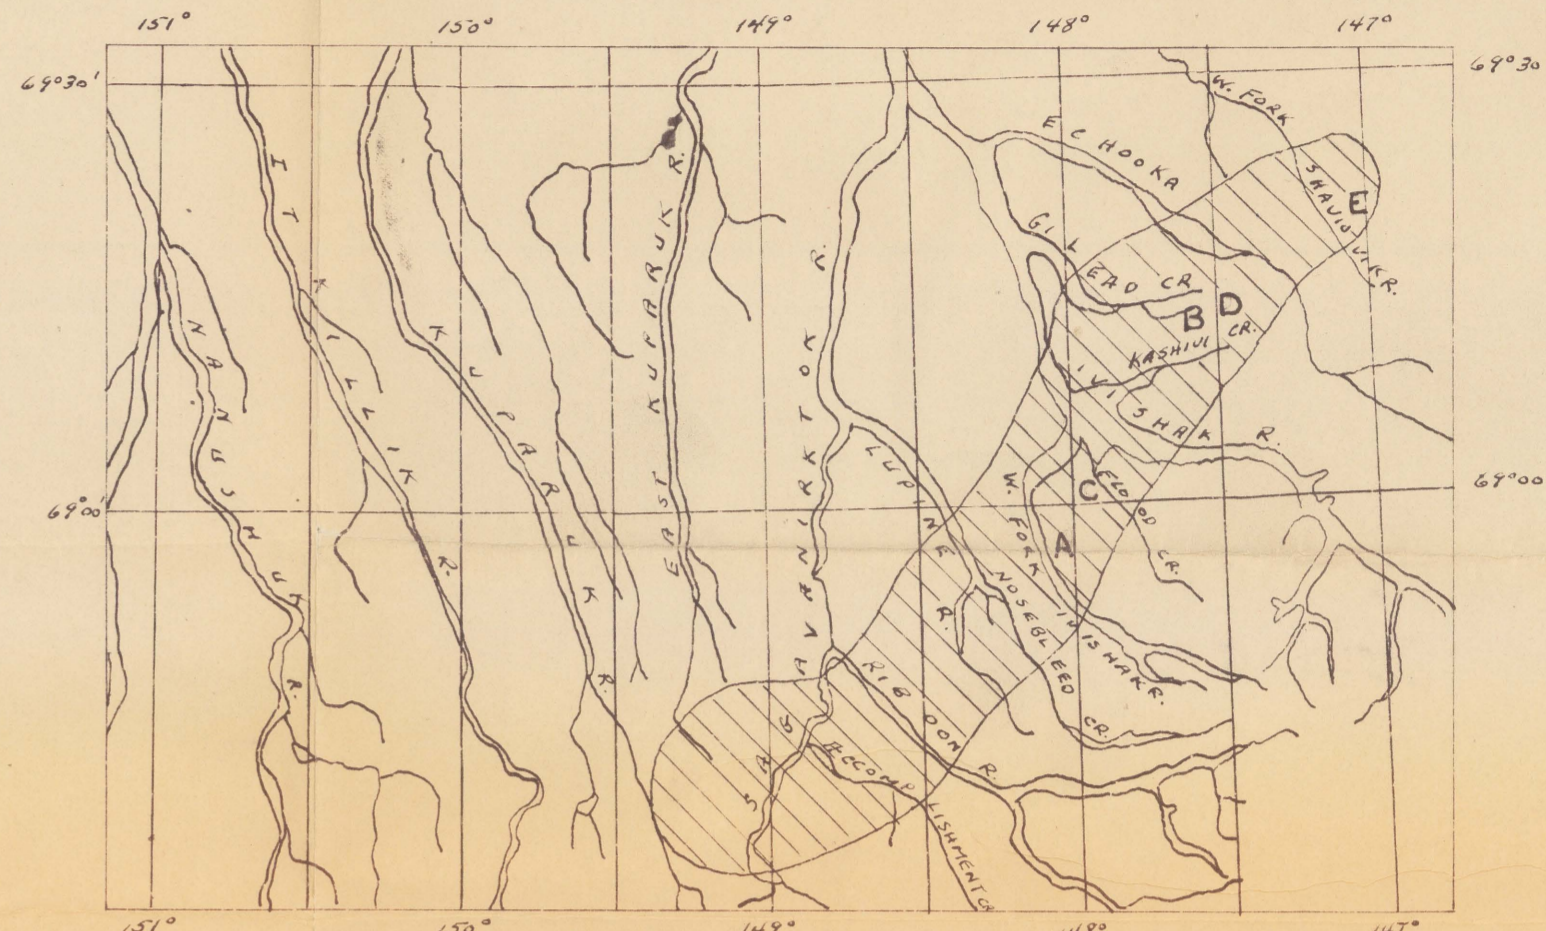 151° 150° 149° 148° 147°
69°30' 69°30
W. FORK
ECHOOKA
SHAVIOVIK R.
E
GILEAD CR.
B D
KASHIVI CR.
IVISHAK R.
ITKILLIK R.
NANUSHUK R.
KUPARUK R.
EAST KUPARUK R.
SAGAVANIRKTOK R.
LUPINE R.
69°00' 69°00
C
FLOOD CR.
A
W. FORK IVISHAK R.
NOSEBLEED CR.
RIBDON R.
ACCOMPLISHMENT CR.
151° 150° 149° 148° 147°